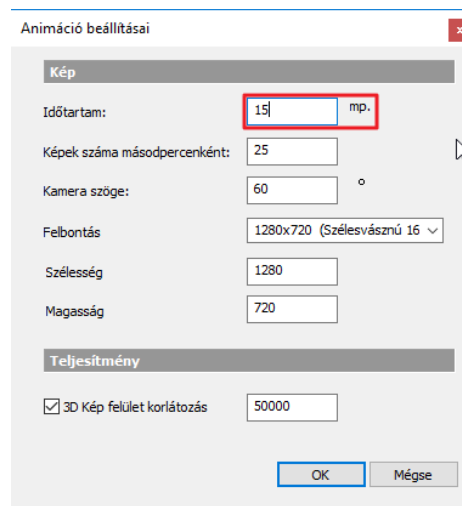 Animáció beállításai
Kép
Időtartam: 15 mp.
Képek száma másodpercenként: 25
Kamera szöge: 60 °
Felbontás 1280x720 (Szélesvásznú 16
Szélesség 1280
Magasság 720
Teljesítmény
3D Kép felület korlátozás 50000
OK Mégse